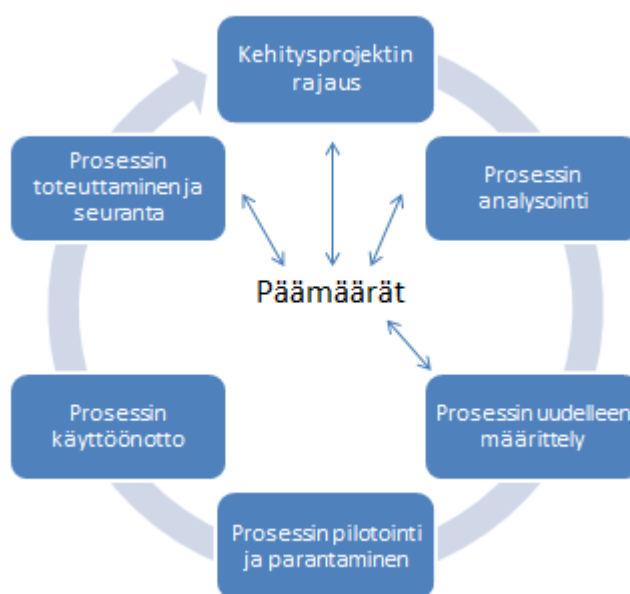 Kehitysprojektin
rajaus
Prosessin
analysointi
Prosessin uudelleen
määrittely
Prosessin pilotointi
ja parantaminen
Prosessin
käyttöönotto
Prosessin
toteuttaminen ja
seuranta
Päämäärät